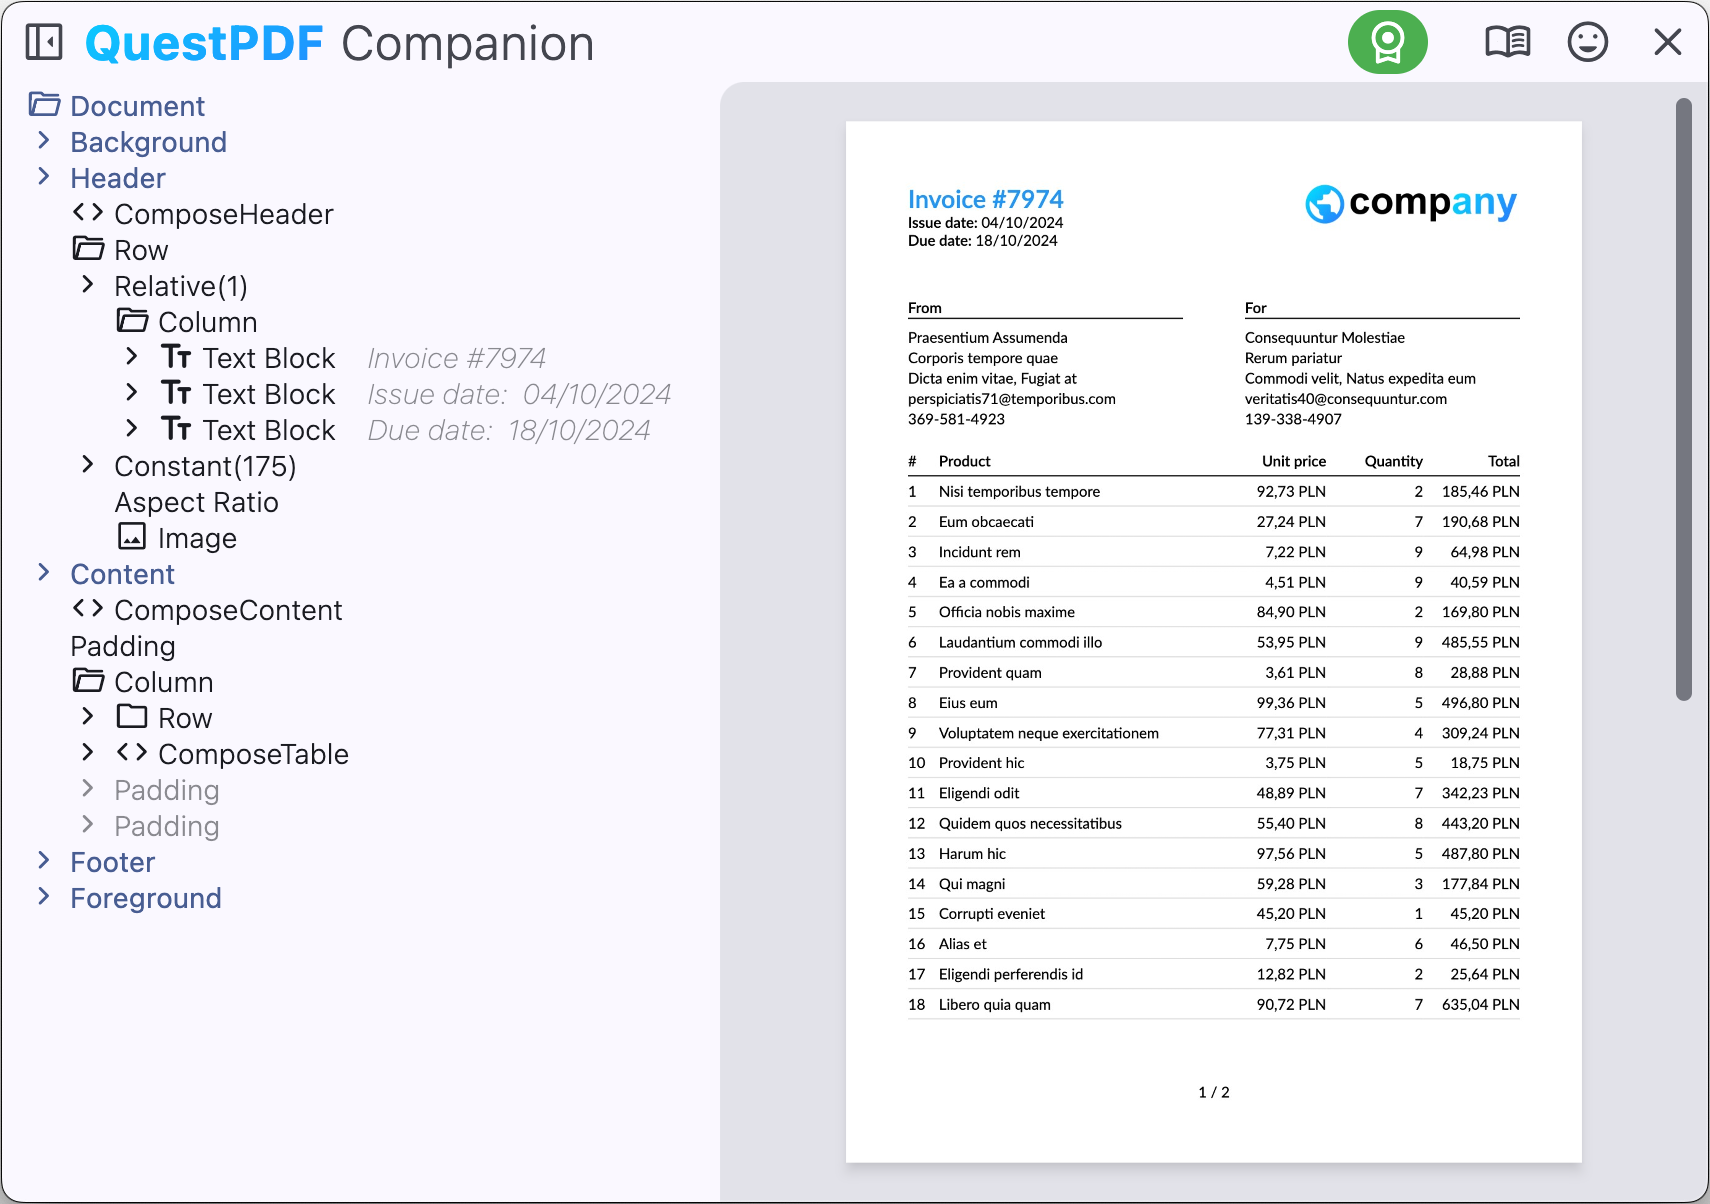 QuestPDF Companion
Document
Background
Header
ComposeHeader
Row
Relative(1)
Column
Text Block Invoice #7974
Text Block Issue date: 04/10/2024
Text Block Due date: 18/10/2024
Constant(175)
Aspect Ratio
Image
Content
ComposeContent
Padding
Column
Row
ComposeTable
Padding
Padding
Footer
Foreground
Invoice #7974
Issue date: 04/10/2024
Due date: 18/10/2024
company
From
Praesentium Assumenda
Corporis tempore quae
Dicta enim vitae, Fugiat at
perspiciatis71@temporibus.com
369-581-4923
For
Consequuntur Molestiae
Rerum pariatur
Commodi velit, Natus expedita eum
veritatis40@consequuntur.com
139-338-4907
# Product Unit price Quantity Total
1 Nisi temporibus tempore 92,73 PLN 2 185,46 PLN
2 Eum obcaecati 27,24 PLN 7 190,68 PLN
3 Incidunt rem 7,22 PLN 9 64,98 PLN
4 Ea a commodi 4,51 PLN 9 40,59 PLN
5 Officia nobis maxime 84,90 PLN 2 169,80 PLN
6 Laudantium commodi illo 53,95 PLN 9 485,55 PLN
7 Provident quam 3,61 PLN 8 28,88 PLN
8 Eius eum 99,36 PLN 5 496,80 PLN
9 Voluptatem neque exercitationem 77,31 PLN 4 309,24 PLN
10 Provident hic 3,75 PLN 5 18,75 PLN
11 Eligendi odit 48,89 PLN 7 342,23 PLN
12 Quidem quos necessitatibus 55,40 PLN 8 443,20 PLN
13 Harum hic 97,56 PLN 5 487,80 PLN
14 Qui magni 59,28 PLN 3 177,84 PLN
15 Corrupti eveniet 45,20 PLN 1 45,20 PLN
16 Alias et 7,75 PLN 6 46,50 PLN
17 Eligendi perferendis id 12,82 PLN 2 25,64 PLN
18 Libero quia quam 90,72 PLN 7 635,04 PLN
1 / 2